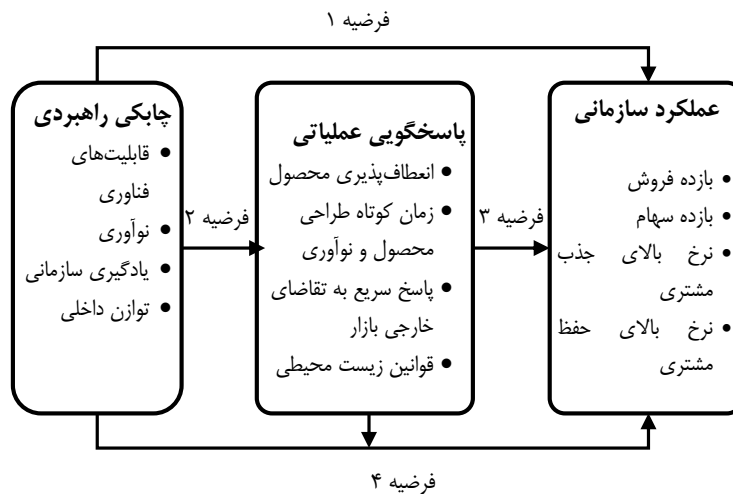 فرضیه ۱
چابکی راهبردی
• قابلیت‌های
فناوری
• نوآوری
• یادگیری سازمانی
• توازن داخلی
فرضیه ۲
پاسخگویی عملیاتی
• انعطاف‌پذیری محصول
• زمان کوتاه طراحی
محصول و نوآوری
• پاسخ سریع به تقاضای
خارجی بازار
• قوانین زیست محیطی
فرضیه ۳
عملکرد سازمانی
• بازده فروش
• بازده سهام
• نرخ بالای جذب
مشتری
• نرخ بالای حفظ
مشتری
فرضیه ۴